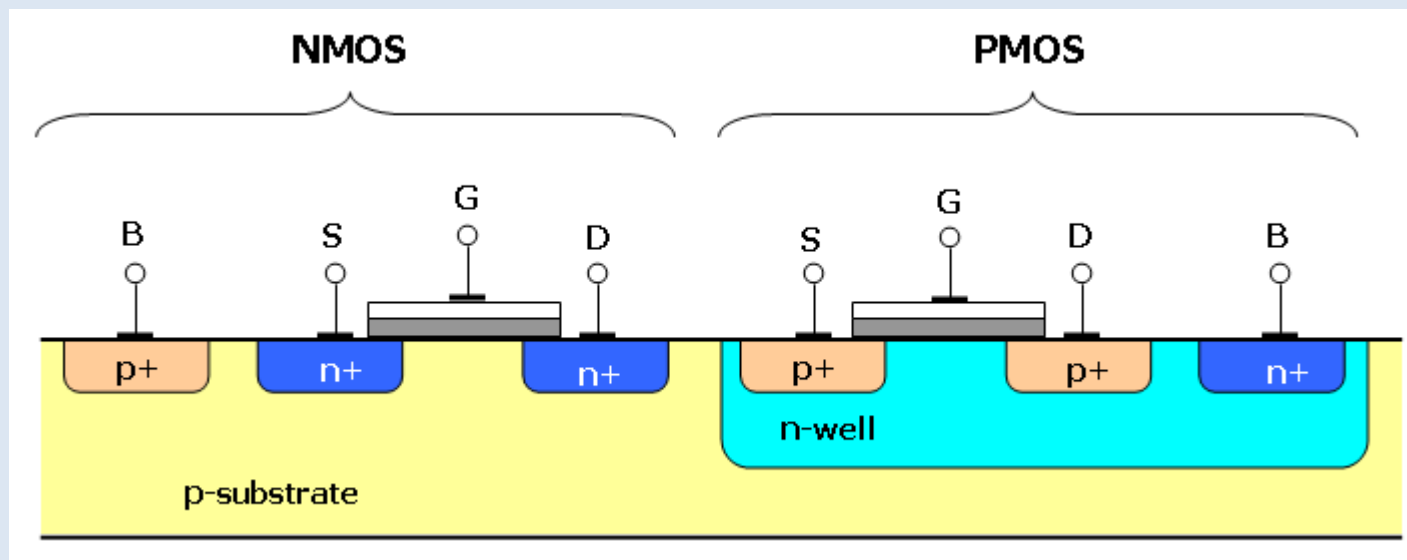 NMOS
PMOS
B
S
G
D
S
G
D
B
p+
n+
n+
p+
p+
n+
n-well
p-substrate